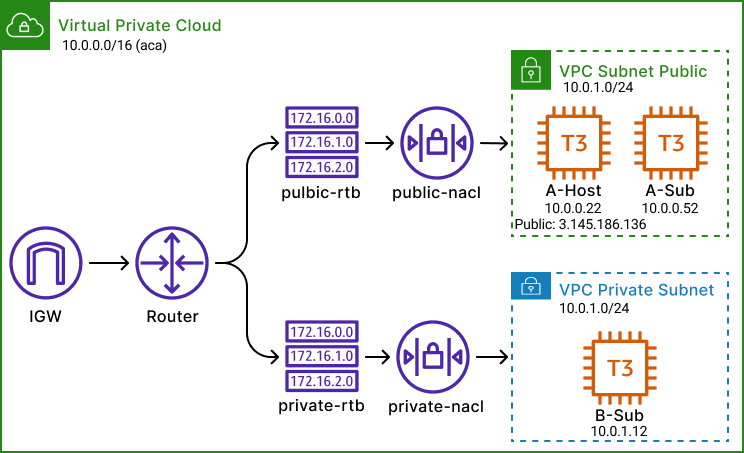 Virtual Private Cloud
10.0.0.0/16 (aca)
VPC Subnet Public
10.0.1.0/24
172.16.0.0
172.16.1.0
172.16.2.0
pulbic-rtb
public-nacl
T3
T3
A-Host
A-Sub
10.0.0.22
10.0.0.52
Public: 3.145.186.136
IGW
Router
VPC Private Subnet
10.0.1.0/24
172.16.0.0
172.16.1.0
172.16.2.0
private-rtb
private-nacl
T3
B-Sub
10.0.1.12